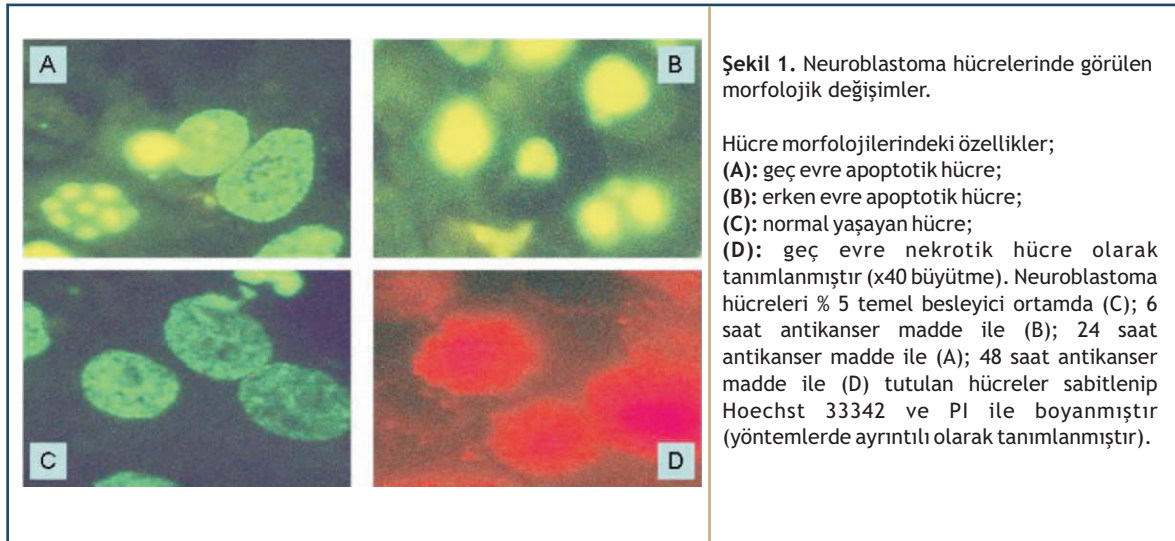 A
B
C
D
Şekil 1. Neuroblastoma hücrelerinde görülen
morfolojik değişimler.
Hücre morfolojilerindeki özellikler;
(A): geç evre apoptotik hücre;
(B): erken evre apoptotik hücre;
(C): normal yaşayan hücre;
(D): geç evre nekrotik hücre olarak
tanımlanmıştır (x40 büyütme). Neuroblastoma
hücreleri % 5 temel besleyici ortamda (C); 6
saat antikanser madde ile (B); 24 saat
antikanser madde ile (A); 48 saat antikanser
madde ile (D) tutulan hücreler sabitlenip
Hoechst 33342 ve PI ile boyanmıştır
(yöntemlerde ayrıntılı olarak tanımlanmıştır).